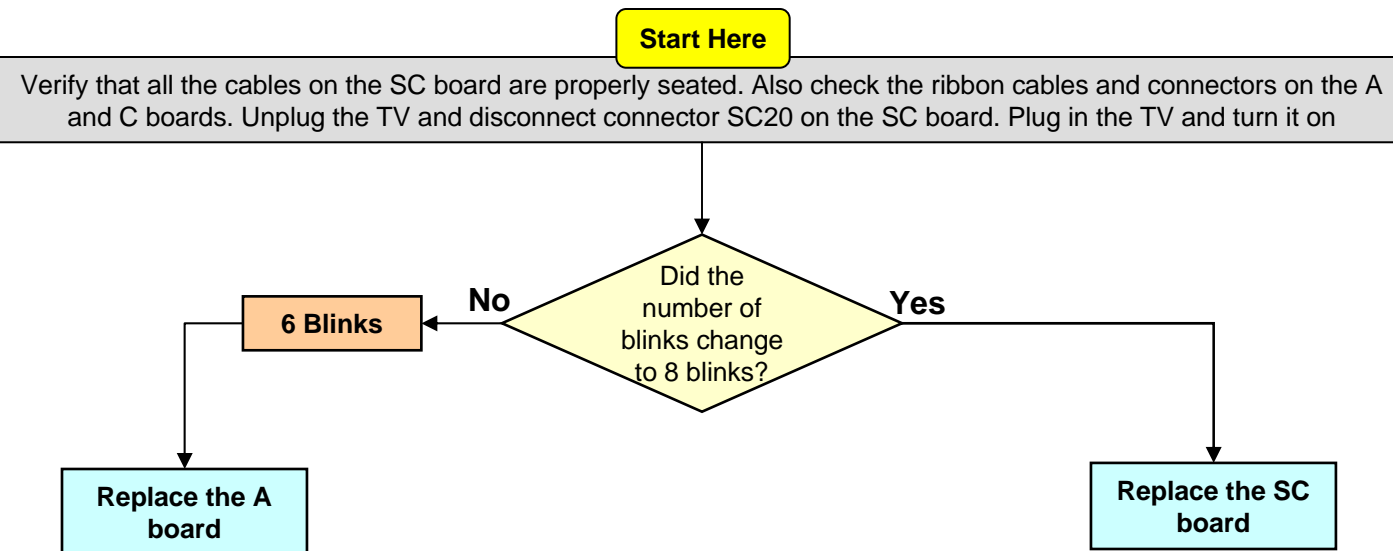 Start Here
Verify that all the cables on the SC board are properly seated. Also check the ribbon cables and connectors on the A
and C boards. Unplug the TV and disconnect connector SC20 on the SC board. Plug in the TV and turn it on
Did the
number of
blinks change
to 8 blinks?
No
Yes
6 Blinks
Replace the A
board
Replace the SC
board